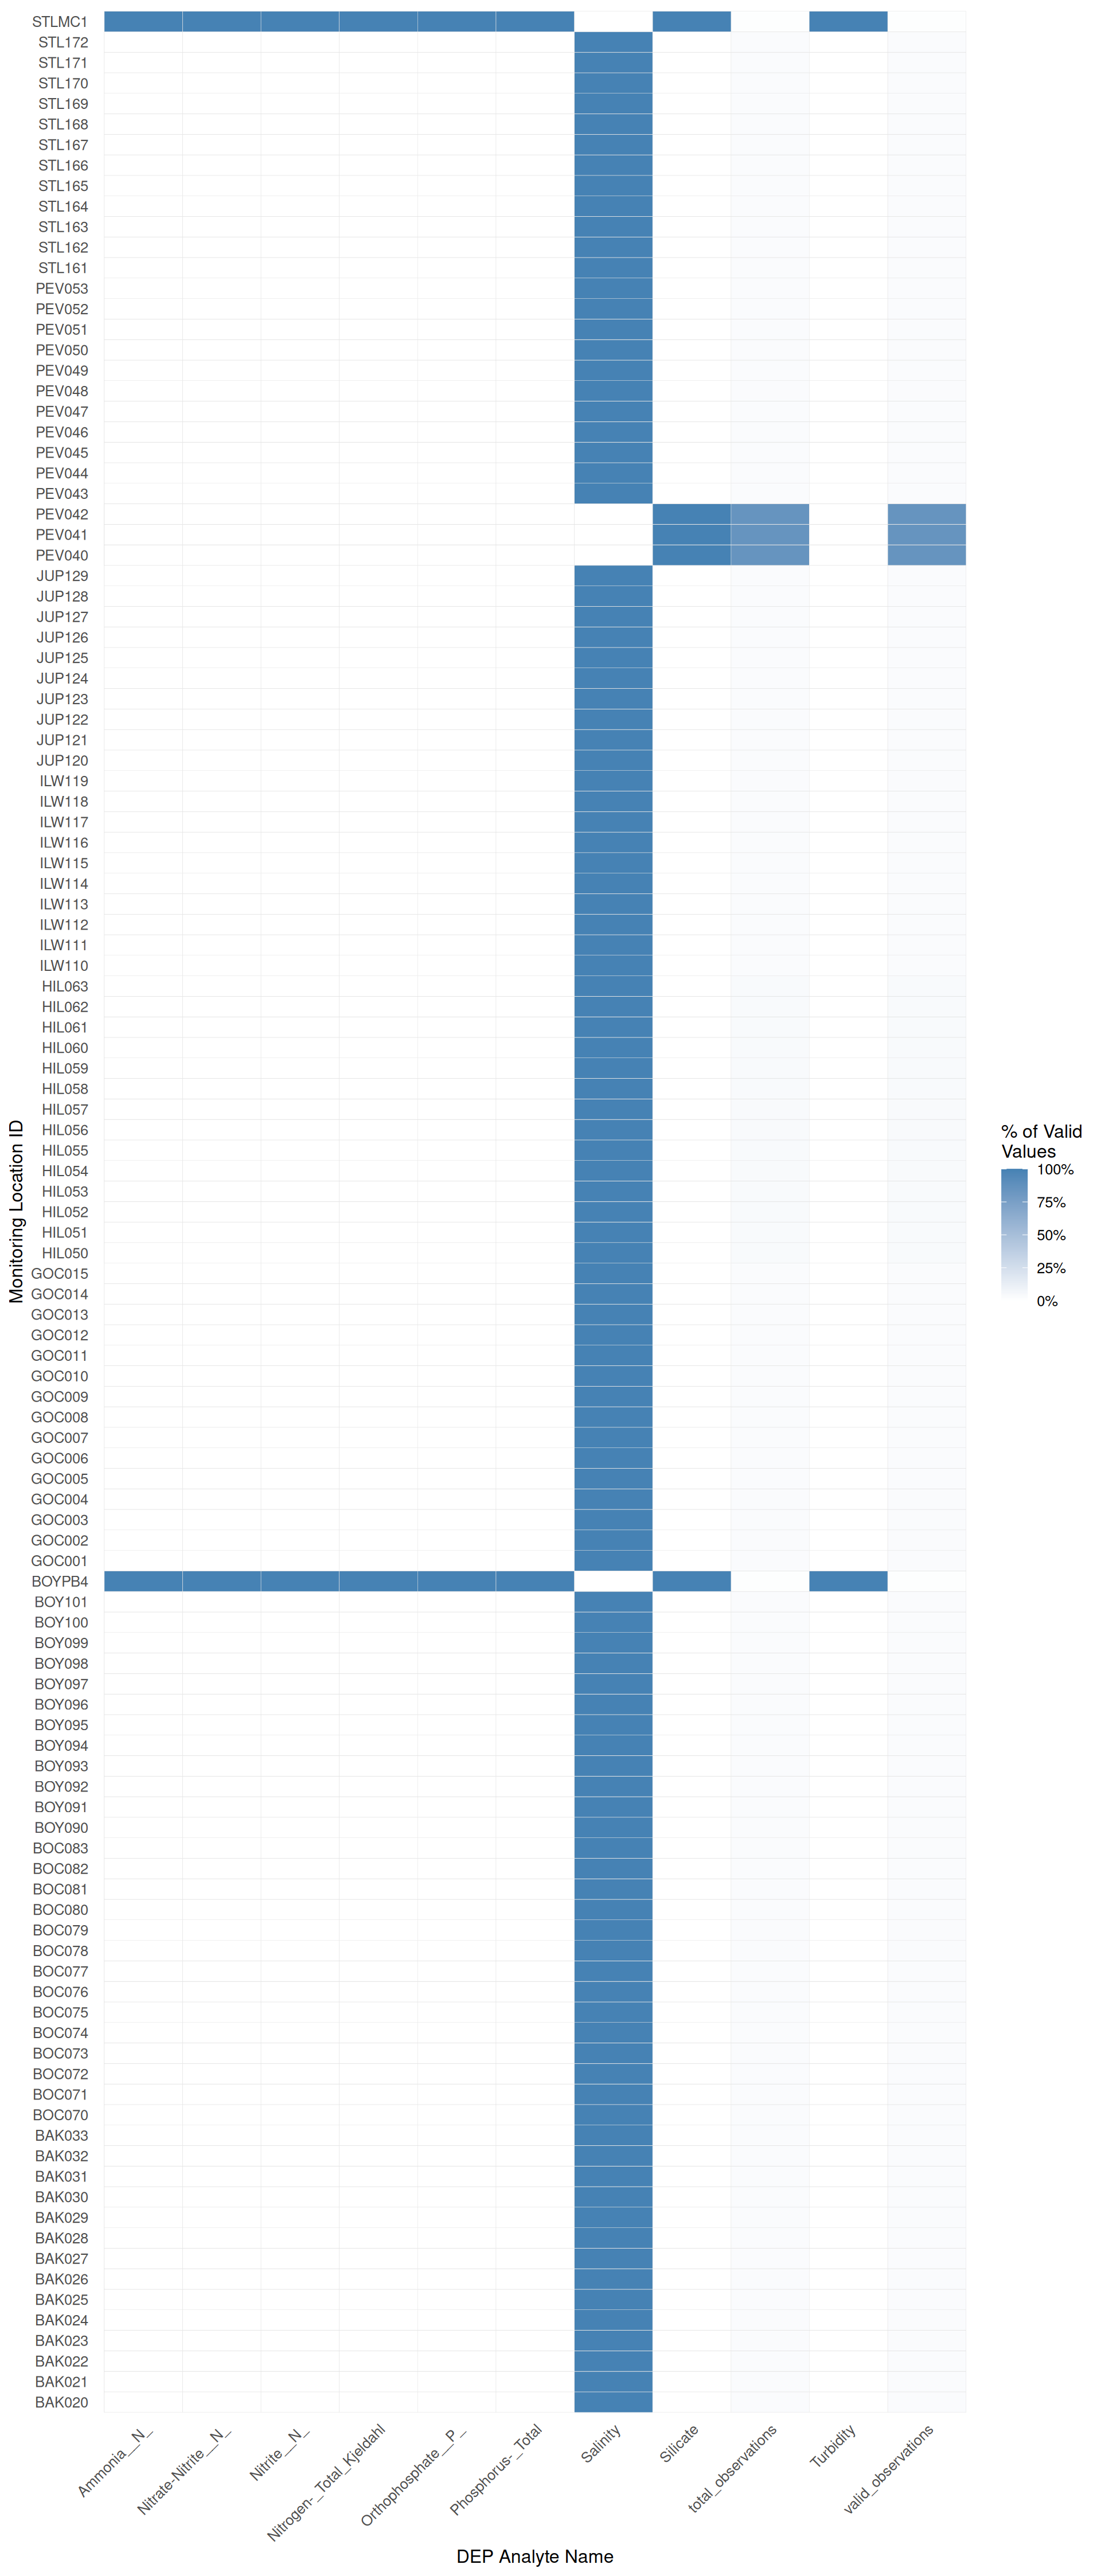 STLMC1
STL172
STL171
STL170
STL169
STL168
STL167
STL166
STL165
STL164
STL163
STL162
STL161
PEV053
PEV052
PEV051
PEV050
PEV049
PEV048
PEV047
PEV046
PEV045
PEV044
PEV043
PEV042
PEV041
PEV040
JUP129
JUP128
JUP127
JUP126
JUP125
JUP124
JUP123
JUP122
JUP121
JUP120
ILW119
ILW118
ILW117
ILW116
ILW115
ILW114
ILW113
ILW112
ILW111
ILW110
HIL063
HIL062
HIL061
HIL060
HIL059
HIL058
HIL057
HIL056
HIL055
HIL054
HIL053
HIL052
HIL051
HIL050
GOC015
GOC014
GOC013
GOC012
GOC011
GOC010
GOC009
GOC008
GOC007
GOC006
GOC005
GOC004
GOC003
GOC002
GOC001
BOYPB4
BOY101
BOY100
BOY099
BOY098
BOY097
BOY096
BOY095
BOY094
BOY093
BOY092
BOY091
BOY090
BOC083
BOC082
BOC081
BOC080
BOC079
BOC078
BOC077
BOC076
BOC075
BOC074
BOC073
BOC072
BOC071
BOC070
BAK033
BAK032
BAK031
BAK030
BAK029
BAK028
BAK027
BAK026
BAK025
BAK024
BAK023
BAK022
BAK021
BAK020
Monitoring Location ID
Ammonia__N_
Nitrate-Nitrite__N_
Nitrite__N_
Nitrogen-_Total_Kjeldahl
Orthophosphate__P_
Phosphorus-_Total
Salinity
Silicate
total_observations
Turbidity
valid_observations
DEP Analyte Name
% of Valid
Values
100%
75%
50%
25%
0%